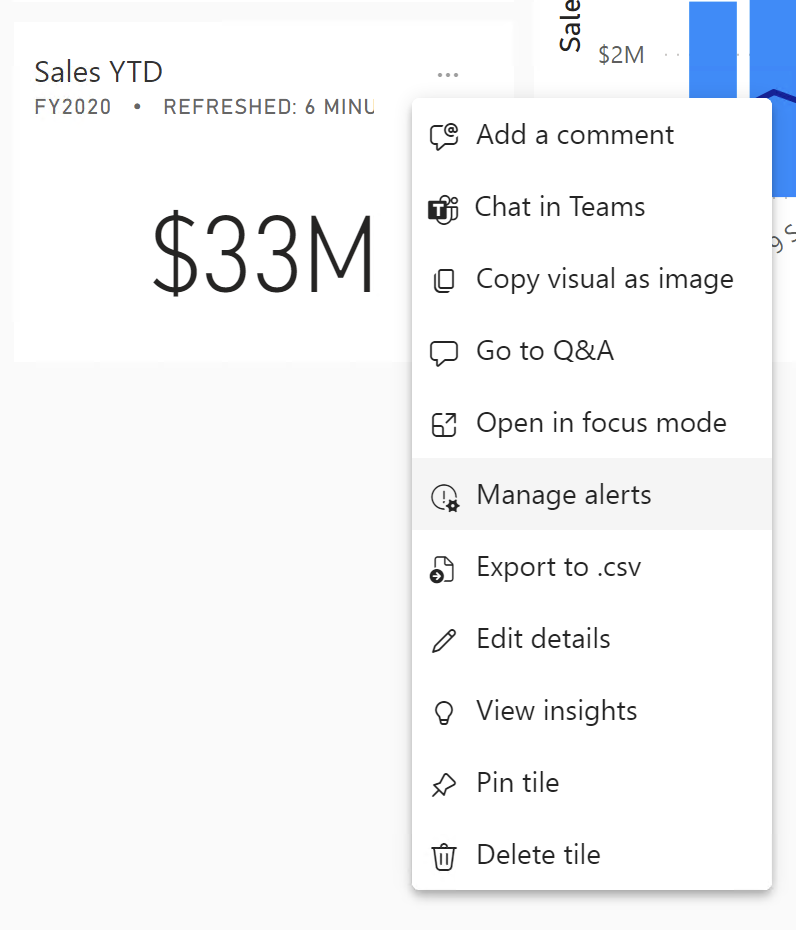 Sales YTD
...
FY2020 • REFRESHED: 6 MINU
$33M
Sale
$2M
Add a comment
Chat in Teams
Copy visual as image
Go to Q&A
Open in focus mode
Manage alerts
Export to .csv
Edit details
View insights
Pin tile
Delete tile